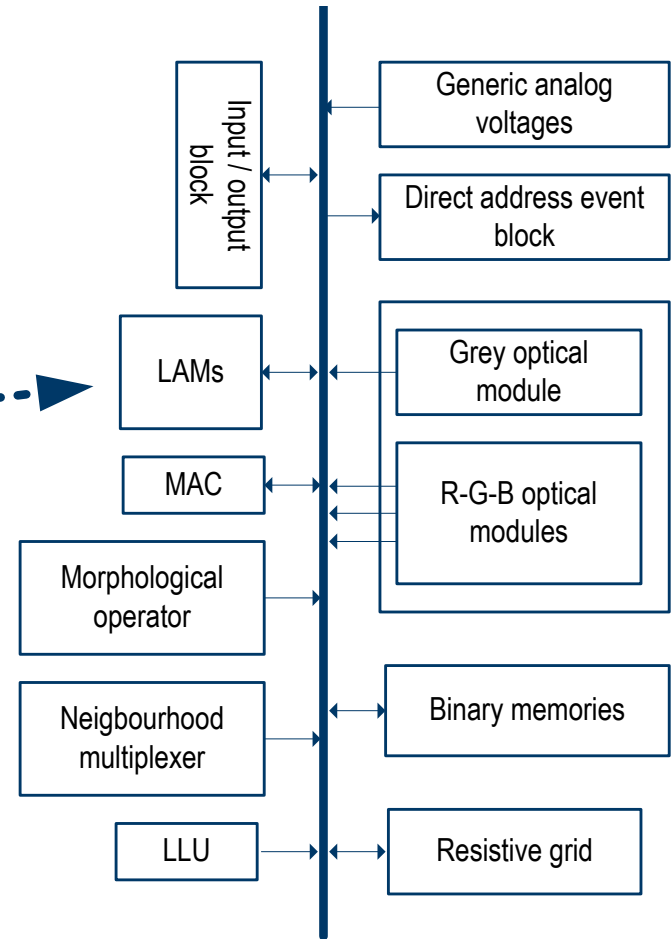 Input / output
block
LAMs
MAC
Morphological
operator
Neigbourhood
multiplexer
LLU
Generic analog
voltages
Direct address event
block
Grey optical
module
R-G-B optical
modules
Binary memories
Resistive grid